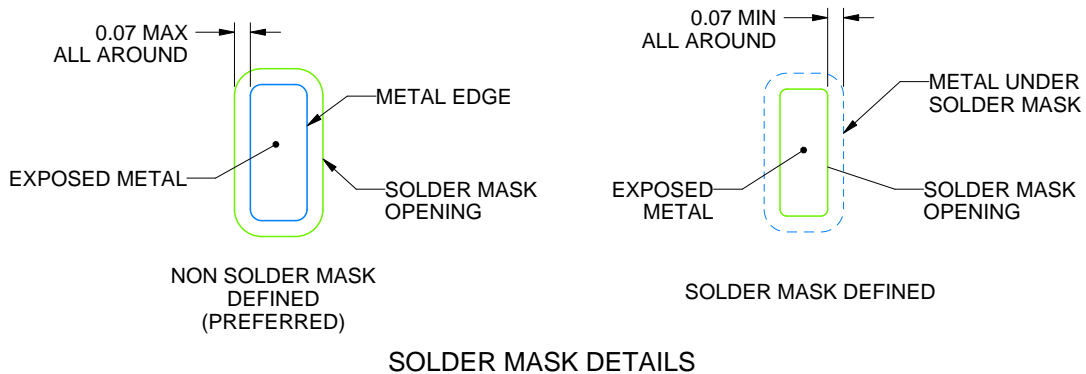 0.07 MAX
ALL AROUND
METAL EDGE
EXPOSED METAL
SOLDER MASK
OPENING
NON SOLDER MASK
DEFINED
(PREFERRED)
0.07 MIN
ALL AROUND
METAL UNDER
SOLDER MASK
EXPOSED
METAL
SOLDER MASK
OPENING
SOLDER MASK DEFINED
SOLDER MASK DETAILS